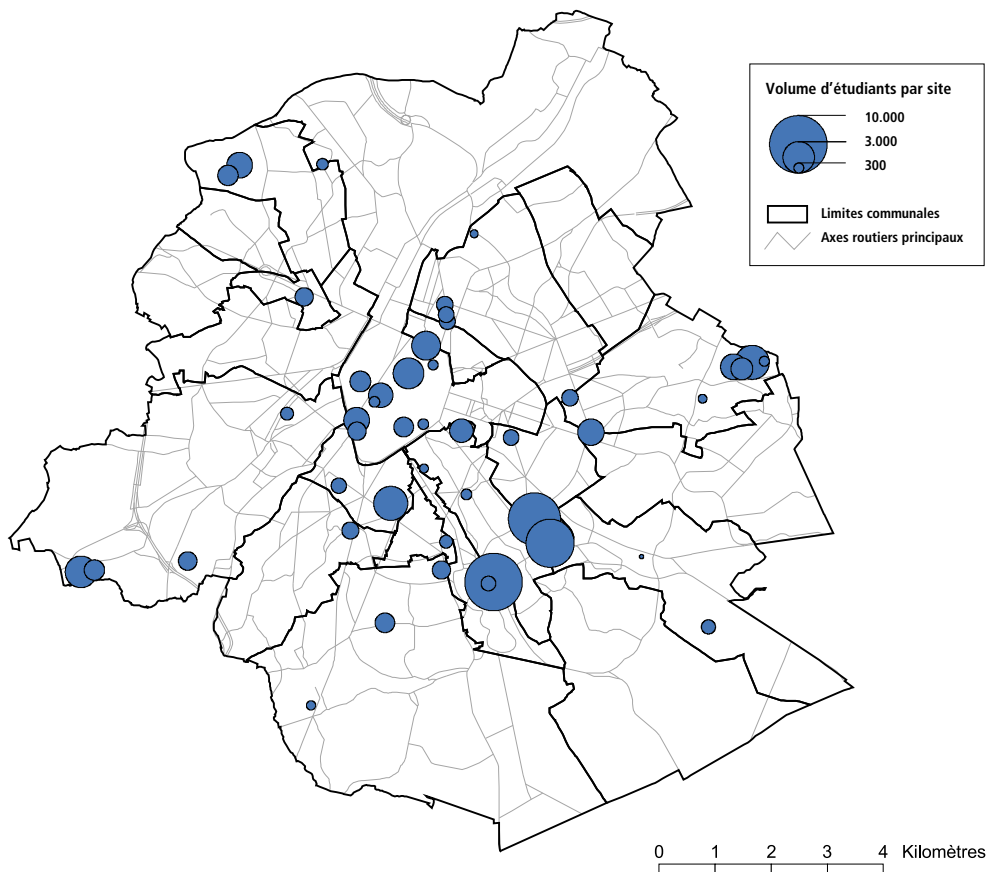 Volume d'étudiants par site
10.000
3.000
300
Limites communales
Axes routiers principaux
0 1 2 3 4 Kilomètres